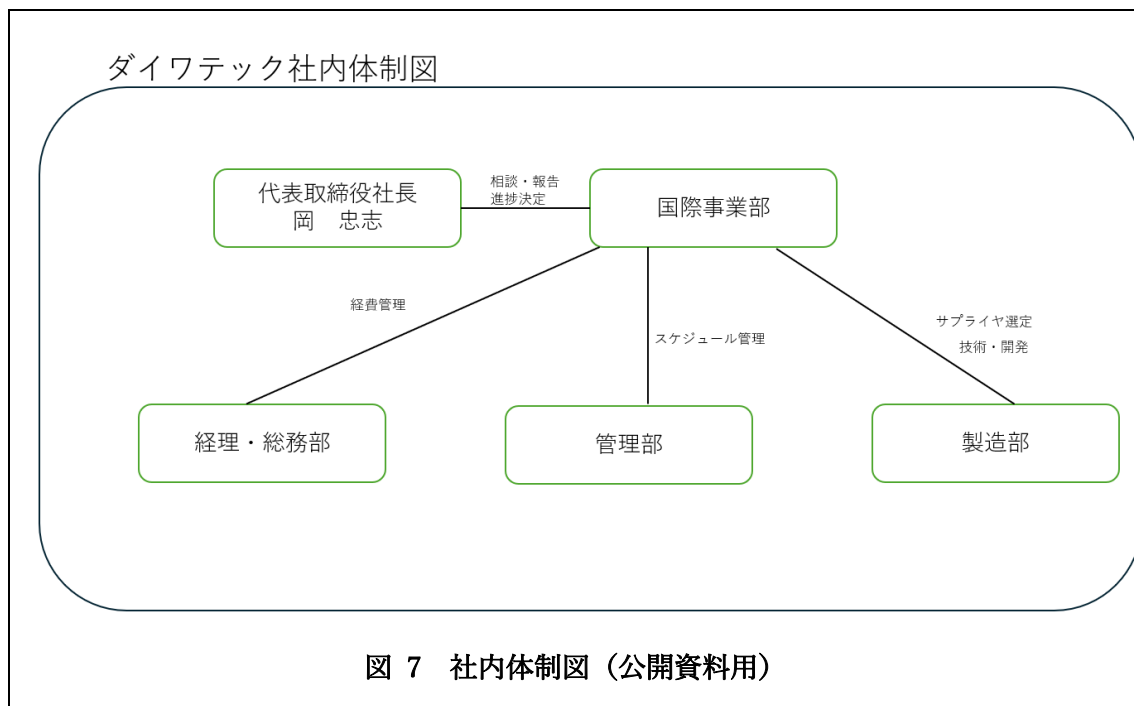 ダイワテック社内体制図
代表取締役社長
岡　忠志
相談・報告
進捗決定
国際事業部
経費管理
スケジュール管理
サプライヤ選定
技術・開発
経理・総務部
管理部
製造部
図 7　社内体制図（公開資料用）